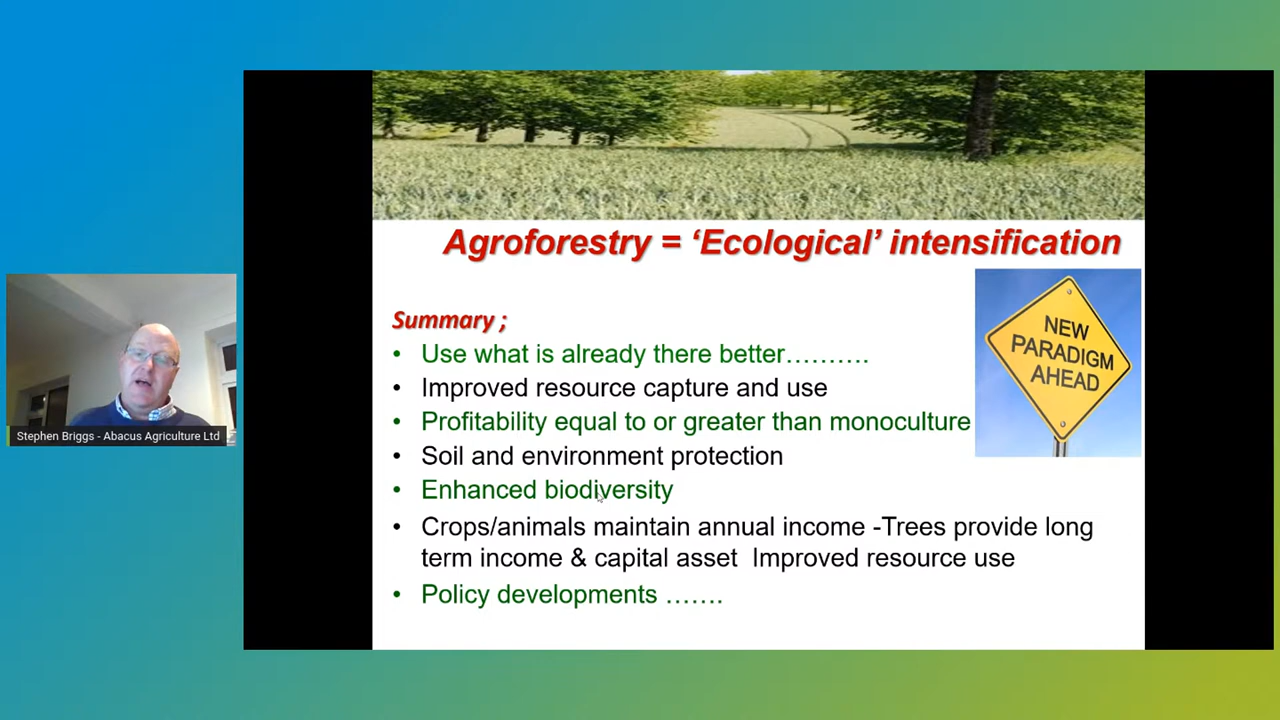 Agroforestry = ‘Ecological’ intensification
Summary ;
• Use what is already there better……….
• Improved resource capture and use
• Profitability equal to or greater than monoculture
• Soil and environment protection
• Enhanced biodiversity
• Crops/animals maintain annual income -Trees provide long
term income & capital asset Improved resource use
• Policy developments …….
NEW
PARADIGM
AHEAD
Stephen Briggs - Abacus Agriculture Ltd